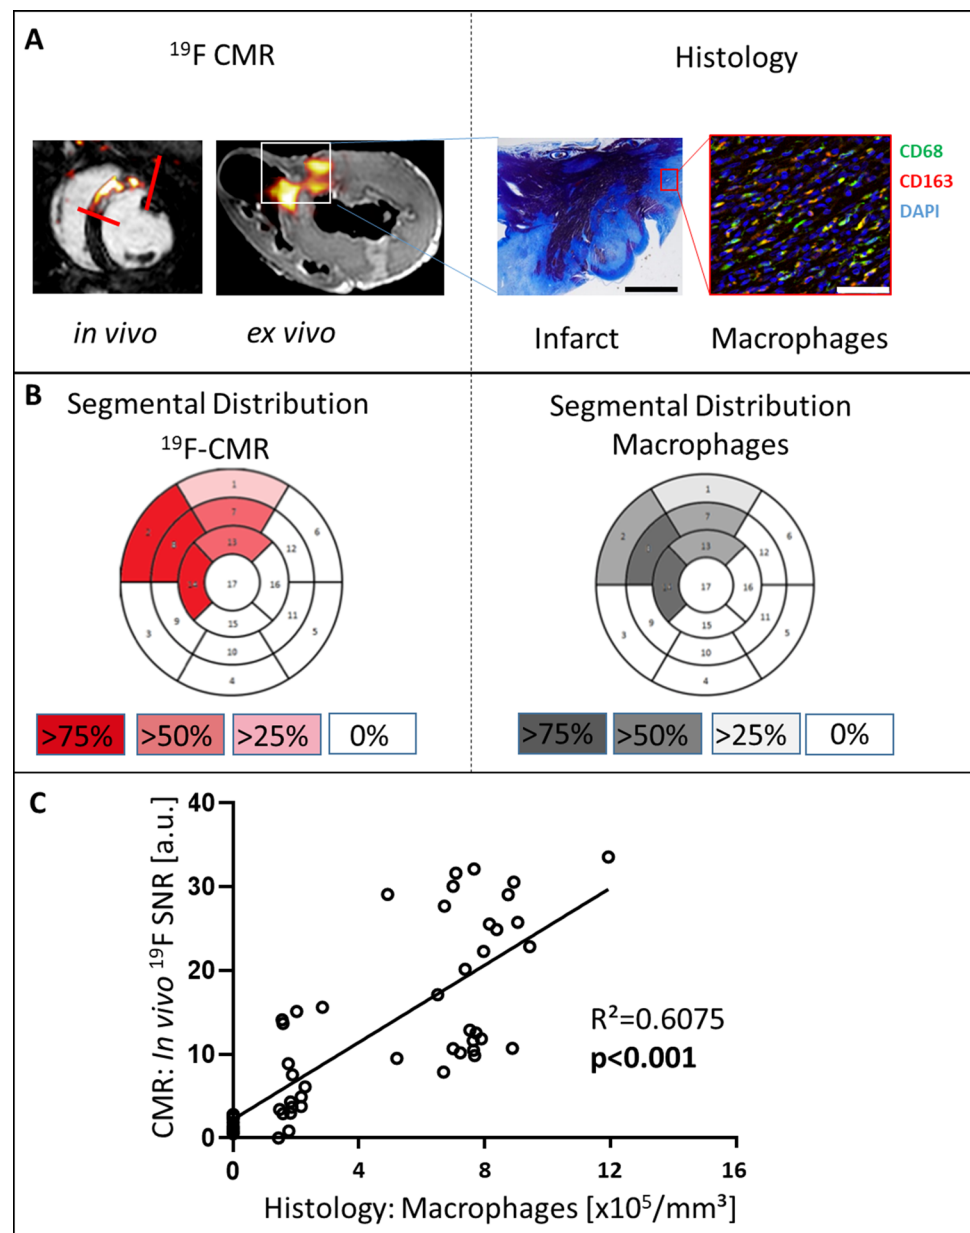 A
¹⁹F CMR
Histology
CD68
CD163
DAPI
in vivo
ex vivo
Infarct
Macrophages
B
Segmental Distribution
¹⁹F-CMR
1
6
7
12
13
17
16
9
11
3
15
5
10
4
>75%
>50%
>25%
0%
Segmental Distribution
Macrophages
1
2
6
7
12
13
17
16
9
11
3
15
5
10
4
>75%
>50%
>25%
0%
C
CMR: In vivo ¹⁹F SNR [a.u.]
40
30
20
10
0
R²=0.6075
p<0.001
0
4
8
12
16
Histology: Macrophages [x10⁵/mm³]